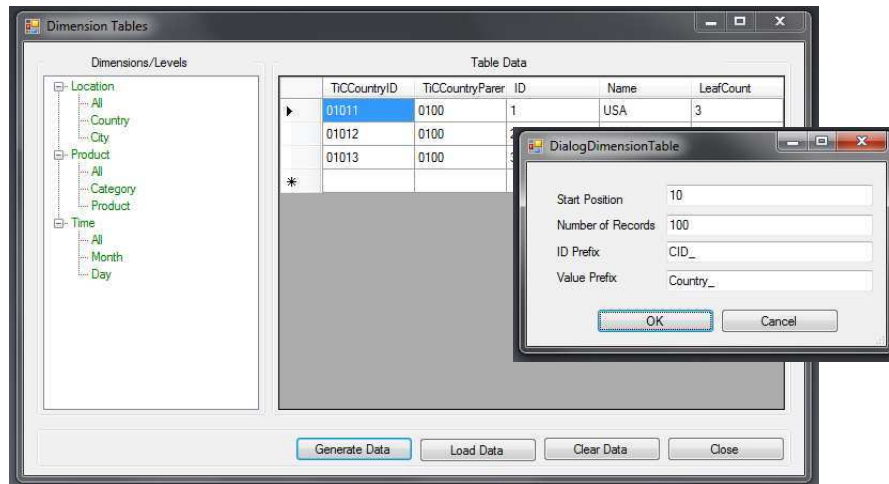 Dimension Tables
Dimensions/Levels
Location
All
Country
City
Product
All
Category
Product
Time
All
Month
Day
Table Data
TiCCountryID TiCCountryParer ID Name LeafCount
01011 0100 1 USA 3
01012 0100
01013 0100
DialogDimensionTable
Start Position 10
Number of Records 100
ID Prefix CID_
Value Prefix Country_
OK Cancel
Generate Data Load Data Clear Data Close